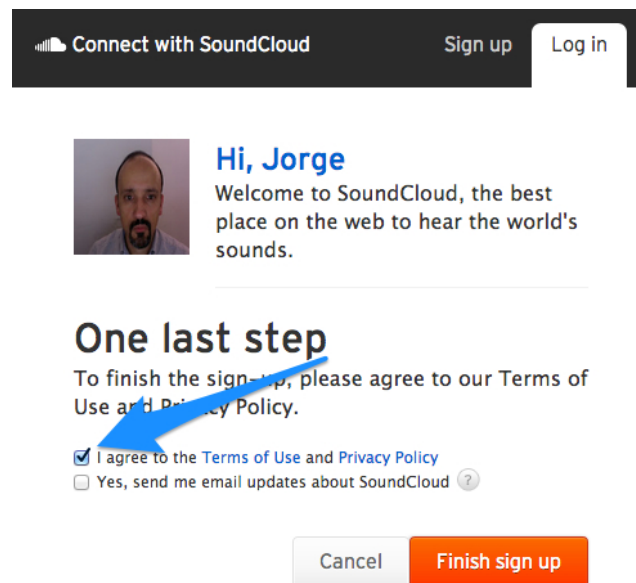 Connect with SoundCloud
Sign up
Log in
Hi, Jorge
Welcome to SoundCloud, the best
place on the web to hear the world's
sounds.
One last step
To finish the sign-up, please agree to our Terms of
Use and Privacy Policy.
I agree to the Terms of Use and Privacy Policy
Yes, send me email updates about SoundCloud ?
Cancel
Finish sign up